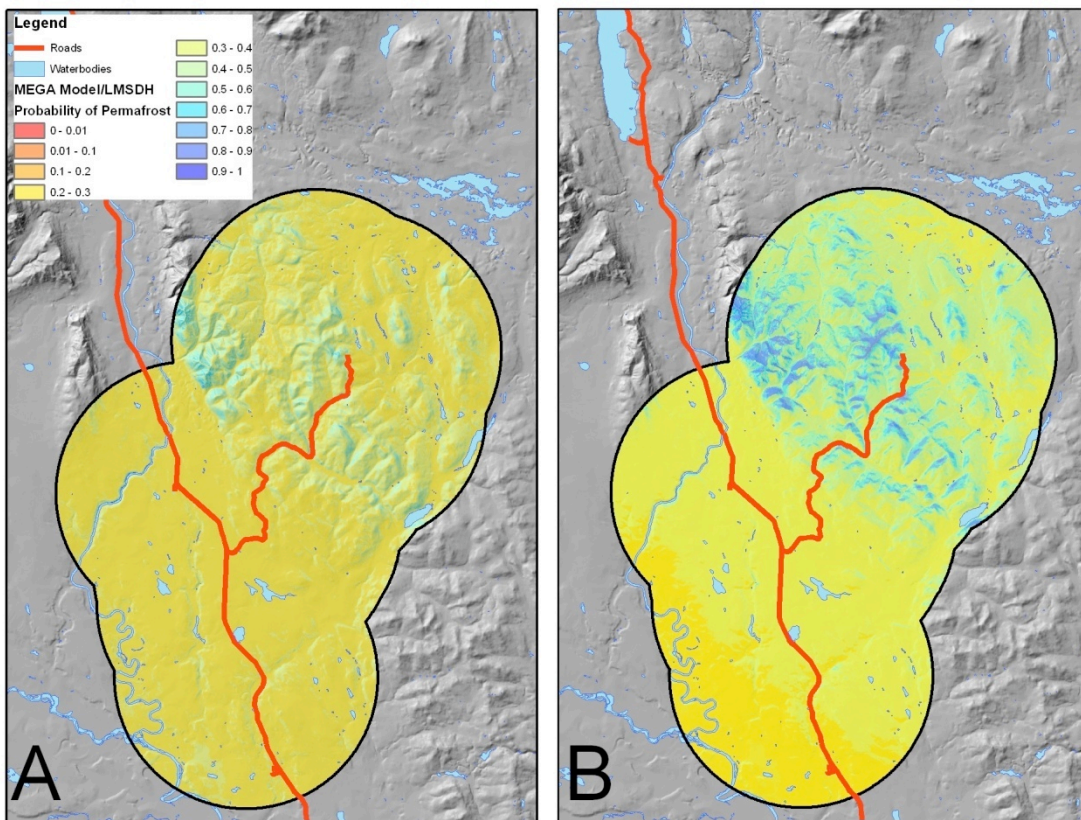 Legend
Roads
Waterbodies
MEGA Model/LMSDH
Probability of Permafrost
0 - 0.01
0.01 - 0.1
0.1 - 0.2
0.2 - 0.3
0.3 - 0.4
0.4 - 0.5
0.5 - 0.6
0.6 - 0.7
0.7 - 0.8
0.8 - 0.9
0.9 - 1
A
B